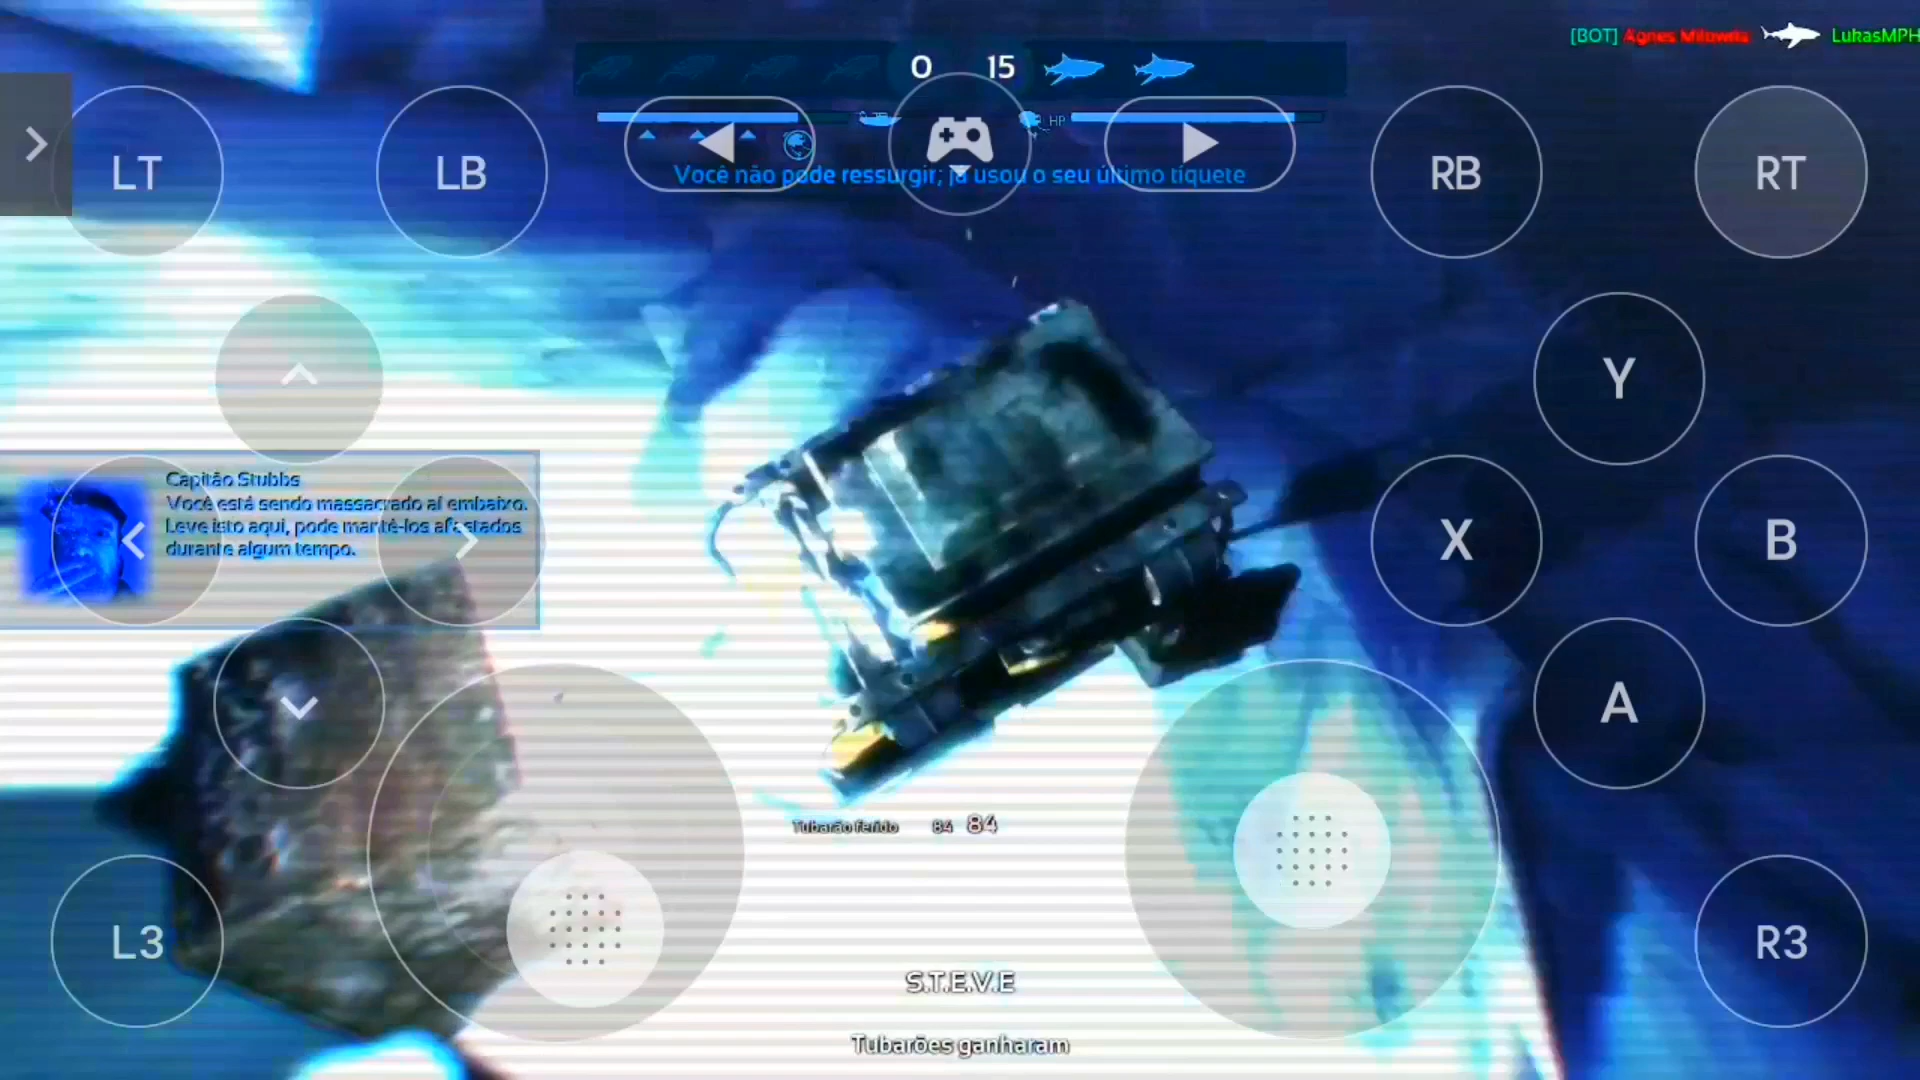 [BOT] Agnes Milowitz LukasMPH
0 15
HP
LT
LB
RB
RT
Você não pode ressurgir; já usou o seu último tíquete
Y
Capitão Stubbs
Você está sendo massacrado aí embaixo.
Leve isto aqui, pode mantê-los afastados
durante algum tempo.
X
B
A
Tubarão ferido 84 84
L3
R3
S.T.E.V.E
Tubarões ganharam